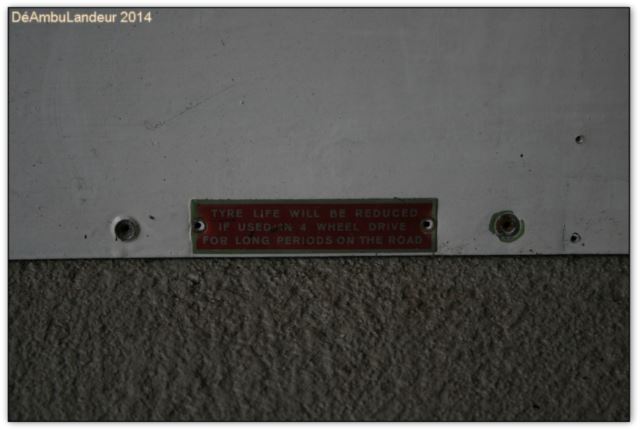 DéAmbuLandeur 2014
TYRE LIFE WILL BE REDUCED
IF USED IN 4 WHEEL DRIVE
FOR LONG PERIODS ON THE ROAD